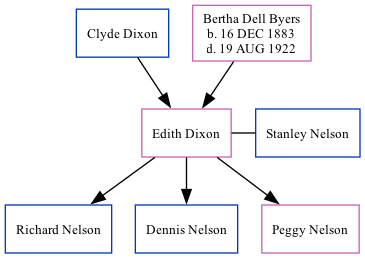 Clyde Dixon
Bertha Dell Byers
b. 16 DEC 1883
d. 19 AUG 1922
Edith Dixon
Stanley Nelson
Richard Nelson
Dennis Nelson
Peggy Nelson